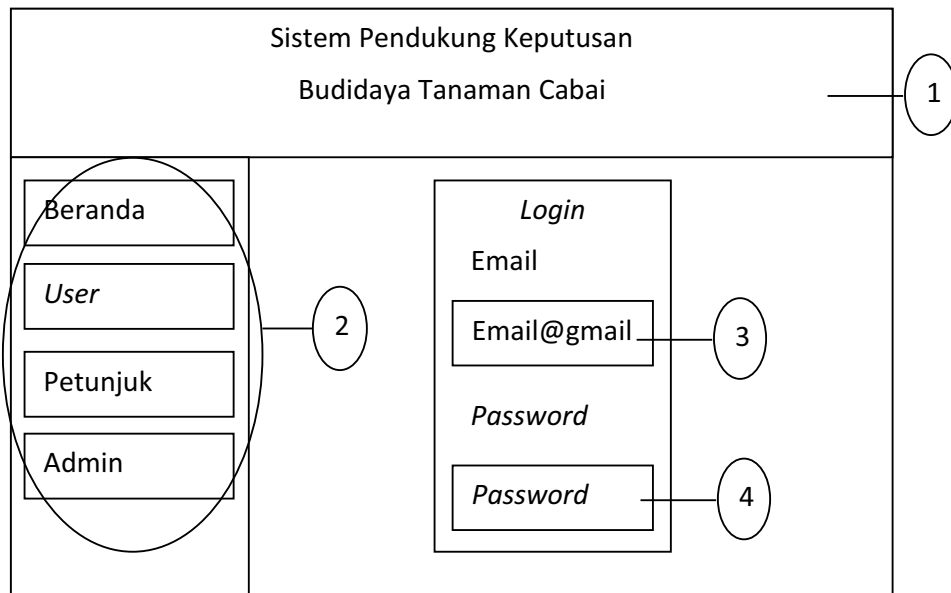 Sistem Pendukung Keputusan
Budidaya Tanaman Cabai
1
Beranda
User
Petunjuk
Admin
2
Login
Email
Email@gmail
3
Password
Password
4